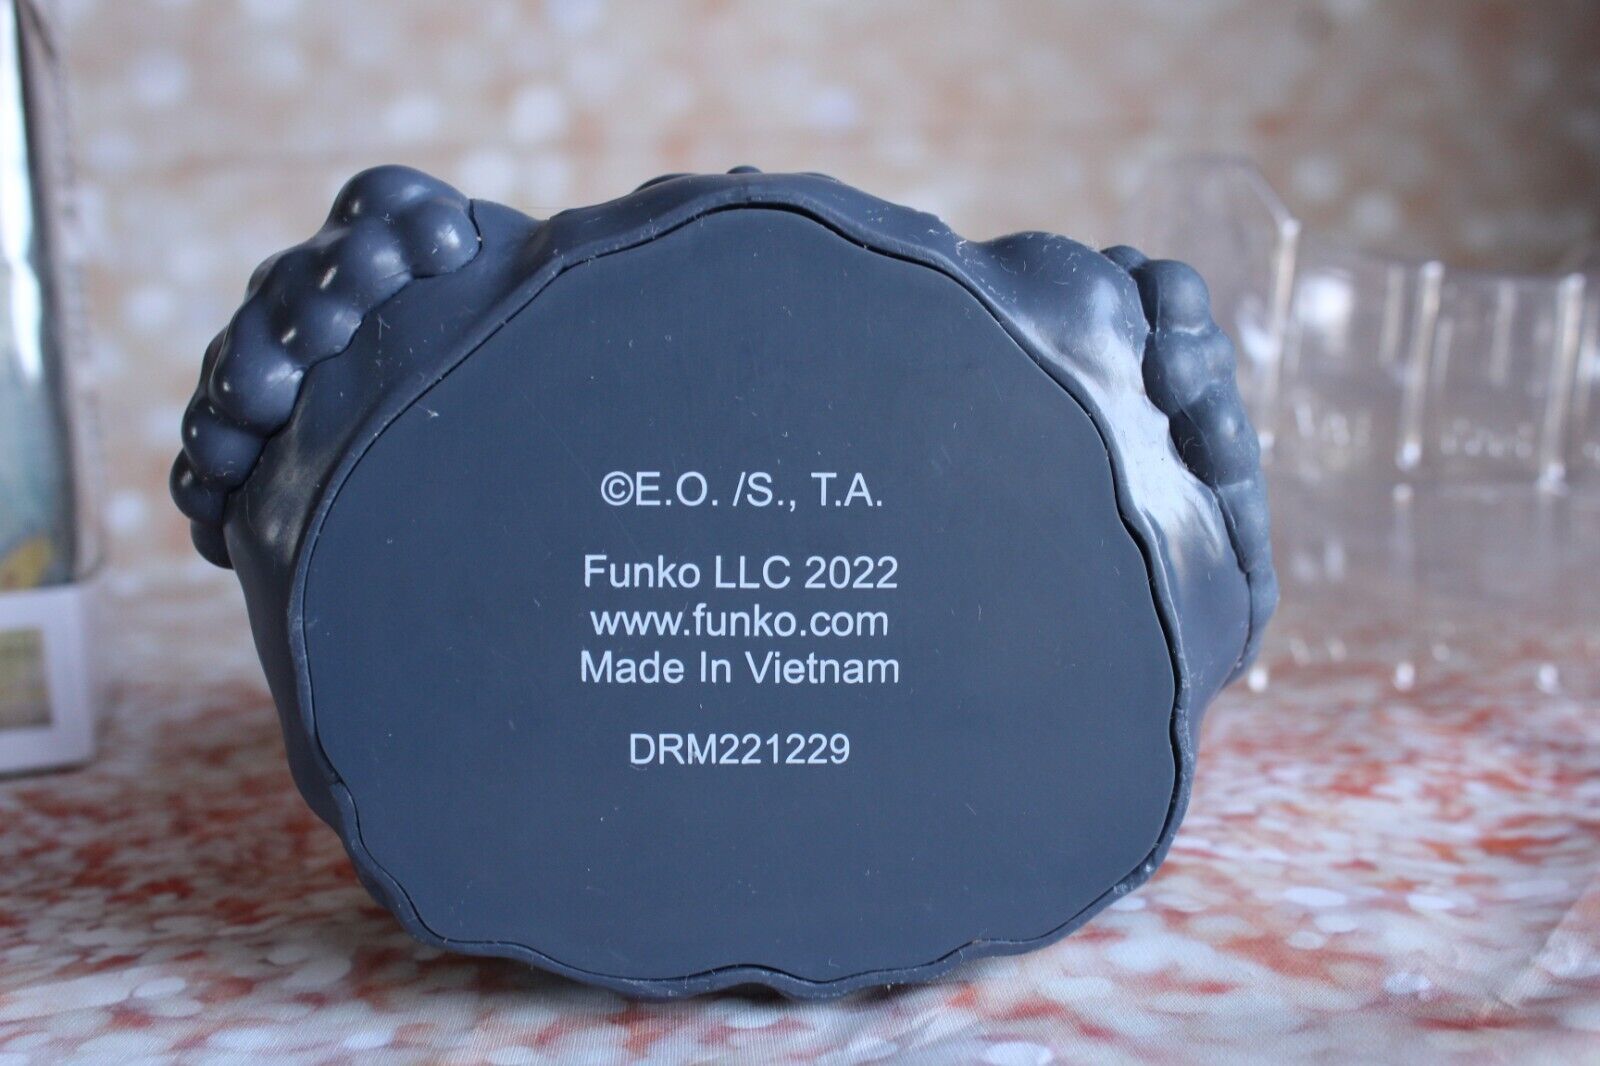 ©E.O. /S., T.A.
Funko LLC 2022
www.funko.com
Made In Vietnam
DRM221229